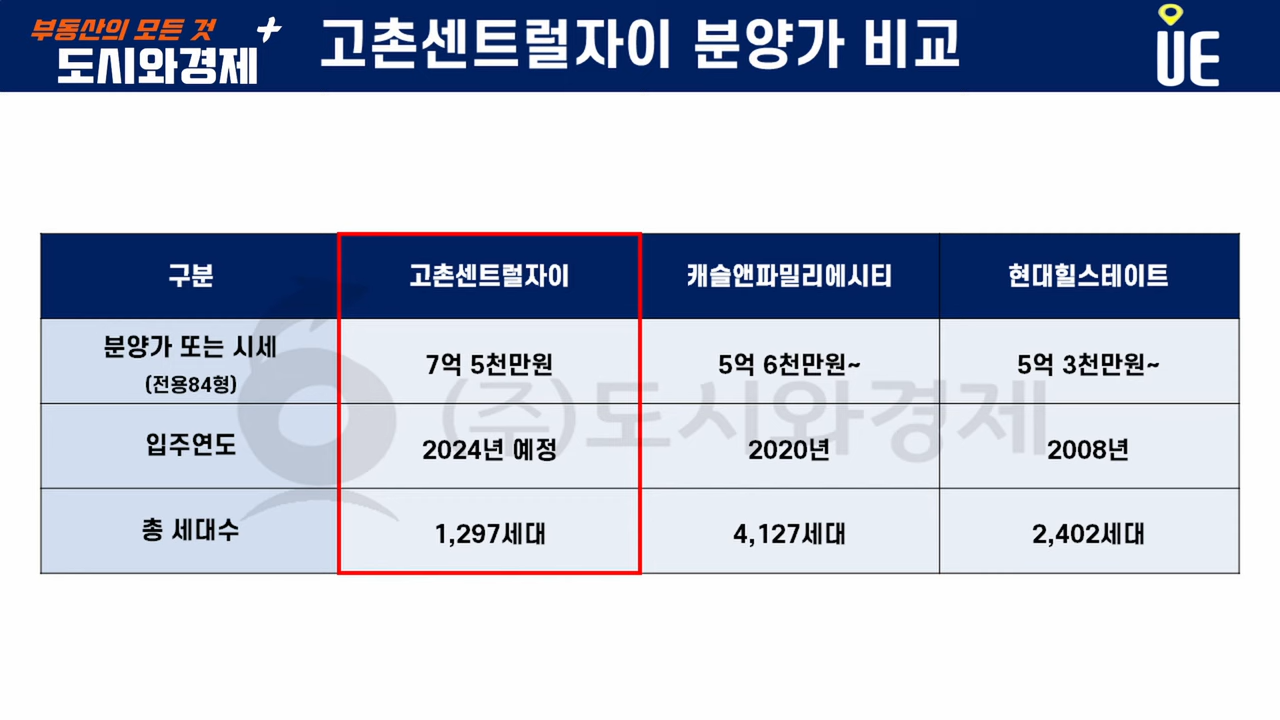 부동산의 모든 것
도시와경제
고촌센트럴자이 분양가 비교
UE
구분 고촌센트럴자이 캐슬앤파밀리에시티 현대힐스테이트
분양가 또는 시세 (전용84형) 7억 5천만원 5억 6천만원~ 5억 3천만원~
입주연도 2024년 예정 2020년 2008년
총 세대수 1,297세대 4,127세대 2,402세대
(주)도시와경제